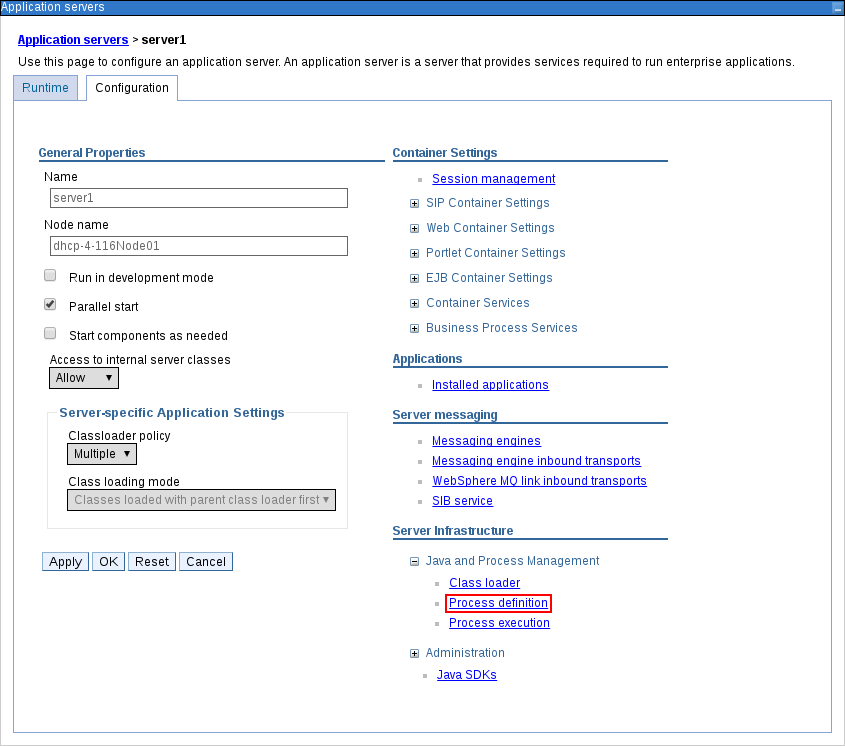 Application servers
Application servers > server1
Use this page to configure an application server. An application server is a server that provides services required to run enterprise applications.
Runtime
Configuration
General Properties
Name
server1
Node name
dhcp-4-116Node01
Run in development mode
Parallel start
Start components as needed
Access to internal server classes
Allow
Server-specific Application Settings
Classloader policy
Multiple
Class loading mode
Classes loaded with parent class loader first
Apply OK Reset Cancel
Container Settings
Session management
SIP Container Settings
Web Container Settings
Portlet Container Settings
EJB Container Settings
Container Services
Business Process Services
Applications
Installed applications
Server messaging
Messaging engines
Messaging engine inbound transports
WebSphere MQ link inbound transports
SIB service
Server Infrastructure
Java and Process Management
Class loader
Process definition
Process execution
Administration
Java SDKs